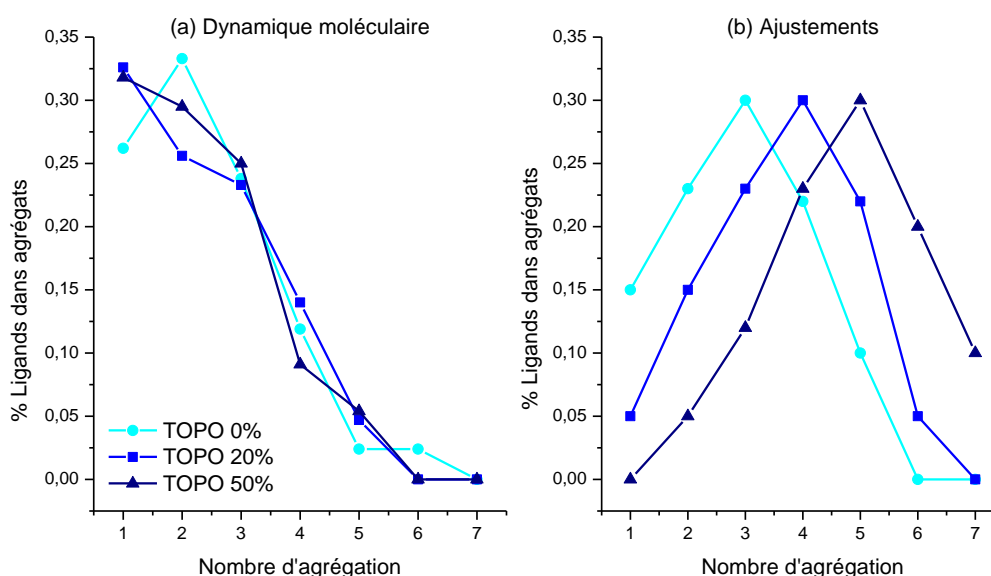 (a) Dynamique moléculaire
0,35
0,30
0,25
0,20
0,15
0,10
0,05
0,00
% Ligands dans agrégats
TOPO 0%
TOPO 20%
TOPO 50%
1 2 3 4 5 6 7
Nombre d'agrégation
(b) Ajustements
0,35
0,30
0,25
0,20
0,15
0,10
0,05
0,00
% Ligands dans agrégats
1 2 3 4 5 6 7
Nombre d'agrégation